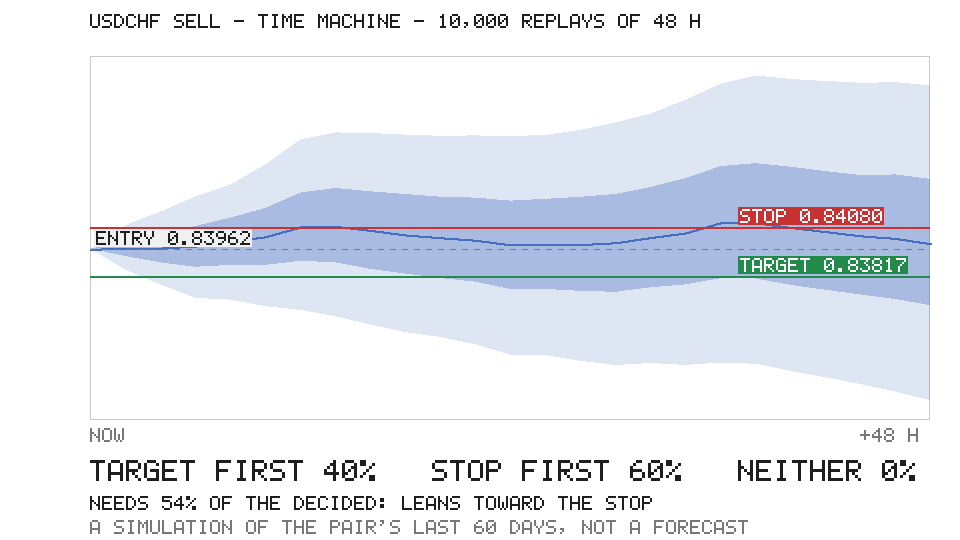 USDCHF SELL - TIME MACHINE - 10,000 REPLAYS OF 48 H
STOP 0.84080
ENTRY 0.83962
TARGET 0.83817
NOW +48 H
TARGET FIRST 40% STOP FIRST 60% NEITHER 0%
NEEDS 54% OF THE DECIDED: LEANS TOWARD THE STOP
A SIMULATION OF THE PAIR'S LAST 60 DAYS, NOT A FORECAST